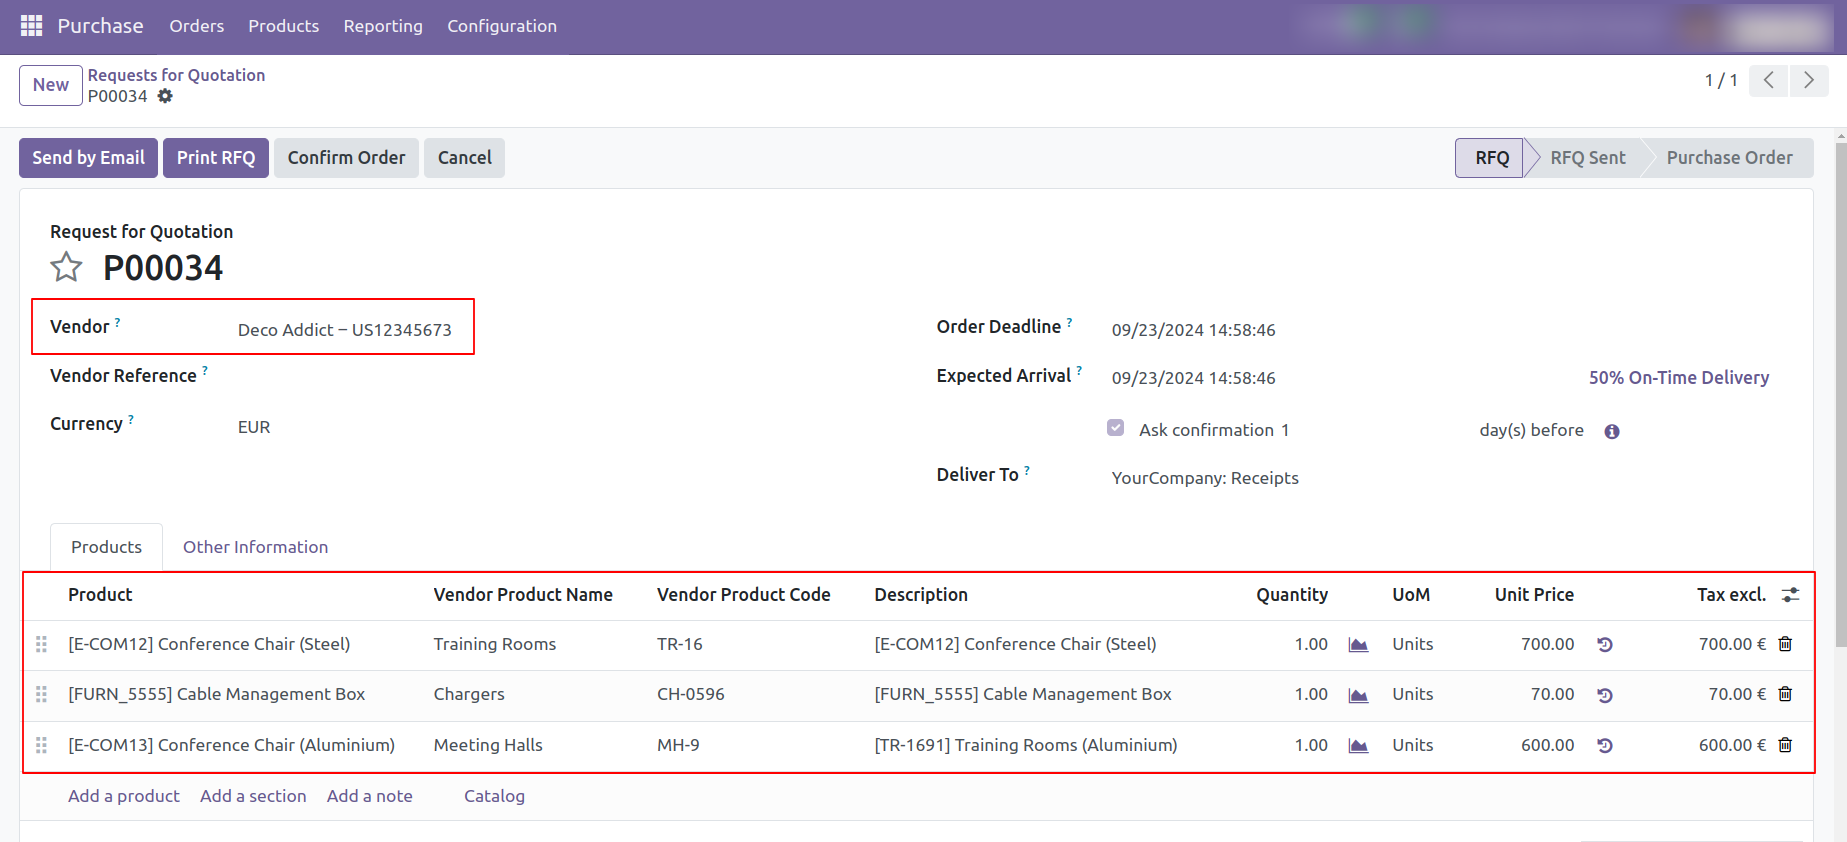 Purchase Orders Products Reporting Configuration
New Requests for Quotation
P00034
1 / 1
Send by Email Print RFQ Confirm Order Cancel RFQ RFQ Sent Purchase Order
Request for Quotation
P00034
Vendor ? Deco Addict – US12345673 Order Deadline ? 09/23/2024 14:58:46
Vendor Reference ? Expected Arrival ? 09/23/2024 14:58:46 50% On-Time Delivery
Currency ? EUR Ask confirmation 1 day(s) before
Deliver To ? YourCompany: Receipts
Products Other Information
Product Vendor Product Name Vendor Product Code Description Quantity UoM Unit Price Tax excl.
[E-COM12] Conference Chair (Steel) Training Rooms TR-16 [E-COM12] Conference Chair (Steel) 1.00 Units 700.00 700.00 €
[FURN_5555] Cable Management Box Chargers CH-0596 [FURN_5555] Cable Management Box 1.00 Units 70.00 70.00 €
[E-COM13] Conference Chair (Aluminium) Meeting Halls MH-9 [TR-1691] Training Rooms (Aluminium) 1.00 Units 600.00 600.00 €
Add a product Add a section Add a note Catalog